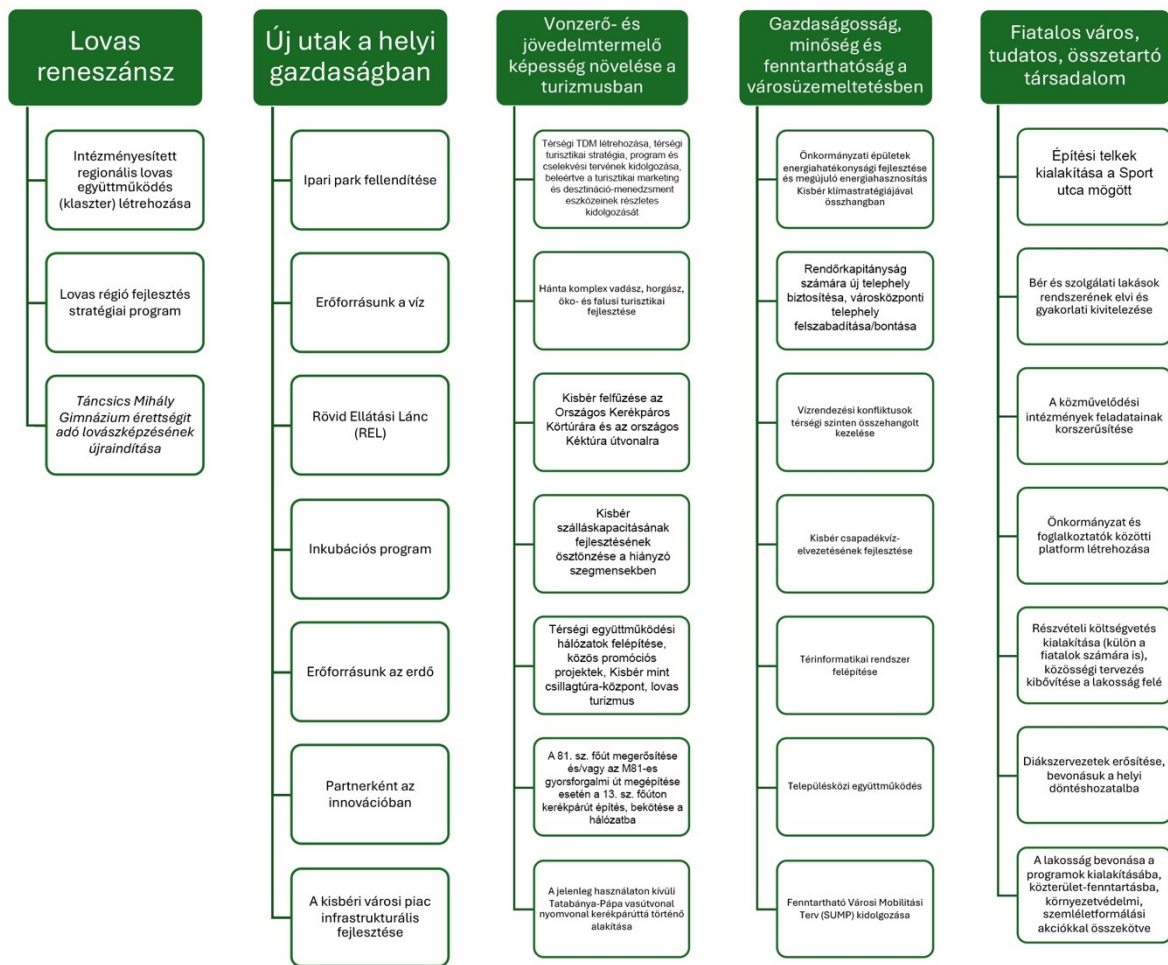 Lovas
reneszánsz
Intézményesített
regionális lovas
együttműködés
(klaszter) létrehozása
Lovas régió fejlesztés
stratégiai program
Táncsics Mihály
Gimnázium érettségit
adó lovászképzésének
újraindítása
Új utak a helyi
gazdaságban
Ipari park fellendítése
Erőforrásunk a víz
Rövid Ellátási Lánc
(REL)
Inkubációs program
Erőforrásunk az erdő
Partnerként az
innovációban
A kisbéri városi piac
infrastrukturális
fejlesztése
Vonzerő- és
jövedelmtermelő
képesség növelése a
turizmusban
Térségi TDM létrehozása, térségi
turisztikai stratégia, program és
cselekvési tervének kidolgozása,
beleértve a turisztikai marketing
és desztináció-menedzsment
eszközeinek részletes
kidolgozását
Hánta komplex vadász, horgász,
öko- és falusi turisztikai
fejlesztése
Kisbér felfűzése az
Országos Kerékpáros
Körtúrára és az országos
Kéktúra útvonalra
Kisbér
szálláskapacitásának
fejlesztésének
ösztönzése a hiányzó
szegmensekben
Térségi együttműködési
hálózatok felépítése,
közös promóciós
projektek, Kisbér mint
csillagtúra-központ, lovas
turizmus
A 81. sz. főút megerősítése
és/vagy az M81-es
gyorsforgalmi út megépítése
esetén a 13. sz. főúton
kerékpárút építés, bekötése a
hálózatba
A jelenleg használaton kívüli
Tatabánya-Pápa vasútvonal
nyomvonal kerékpárúttá történő
alakítása
Gazdaságosság,
minőség és
fenntarthatóság a
városüzemeltetésben
Önkormányzati épületek
energiahatékonysági fejlesztése
és megújuló energiahasznosítás
Kisbér klímastratégiájával
összhangban
Rendőrkapitányság
számára új telephely
biztosítésa, városközponti
telephely
felszabadítása/bontása
Vízrendezési konfliktusok
térségi szinten összehangolt
kezelése
Kisbér csapadékvíz-
elvezetésének fejlesztése
Térinformatikai rendszer
felépítése
Településközi együttműködés
Fenntartható Városi Mobilitási
Terv (SUMP) kidolgozása
Fiatalos város,
tudatos, összetartó
társadalom
Építési telkek
kialakítása a Sport
utca mögött
Bér és szolgálati lakások
rendszerének elvi és
gyakorlati kivitelezése
A közművelődési
intézmények feladatainak
korszerűsítése
Önkormányzat és
foglalkoztatók közötti
platform létrehozása
Részvételi költségvetés
kialakítása (külön a
fiatalok számára is),
közösségi tervezés
kibővítése a lakosság felé
Diákszervezetek erősítése,
bevonásuk a helyi
döntéshozatalba
A lakosság bevonása a
programok kialakításába,
közterület-fenntartásba,
környezetvédelmi,
szemléletformálási
akciókkal összekötve